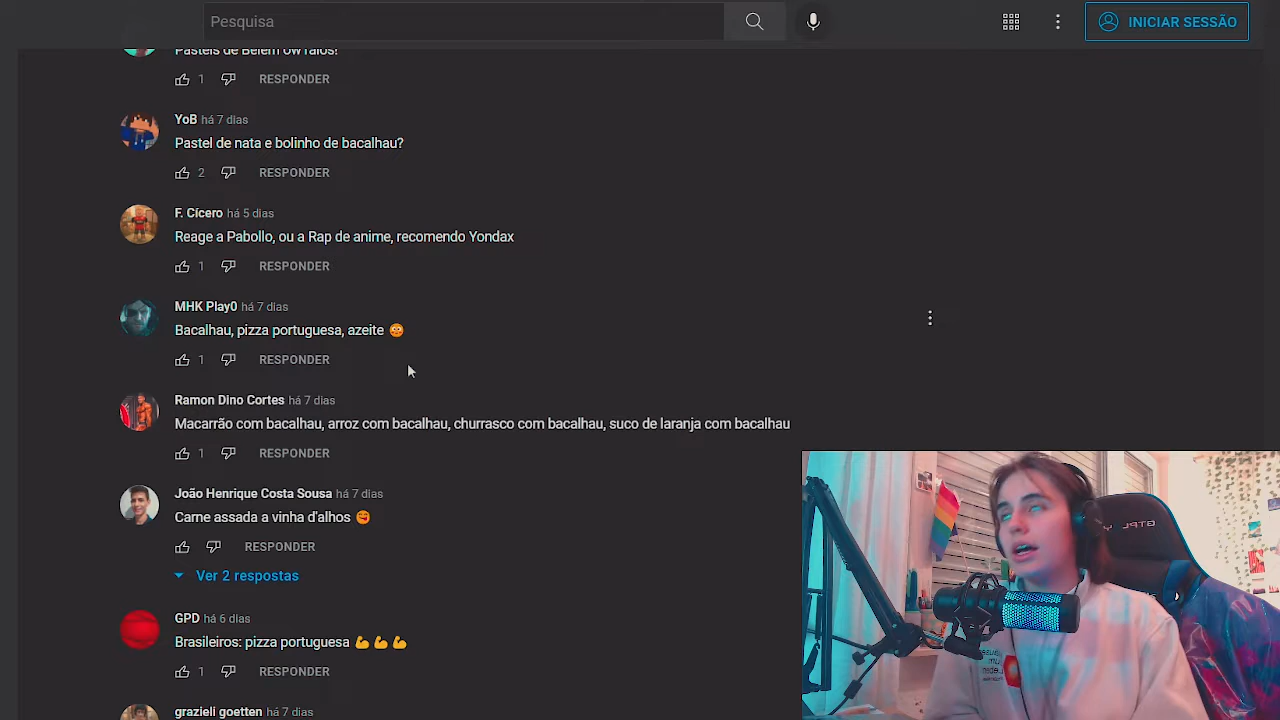 Pesquisa
INICIAR SESSÃO
Pasteis de Belém ow raios!
1 RESPONDER
YoB há 7 dias
Pastel de nata e bolinho de bacalhau?
2 RESPONDER
F. Cícero há 5 dias
Reage a Pabollo, ou a Rap de anime, recomendo Yondax
1 RESPONDER
MHK Play0 há 7 dias
Bacalhau, pizza portuguesa, azeite 🥴
1 RESPONDER
Ramon Dino Cortes há 7 dias
Macarrão com bacalhau, arroz com bacalhau, churrasco com bacalhau, suco de laranja com bacalhau
1 RESPONDER
João Henrique Costa Sousa há 7 dias
Carne assada a vinha d'alhos 😋
RESPONDER
Ver 2 respostas
GPD há 6 dias
Brasileiros: pizza portuguesa 💪💪💪
1 RESPONDER
grazieli goetten há 7 dias